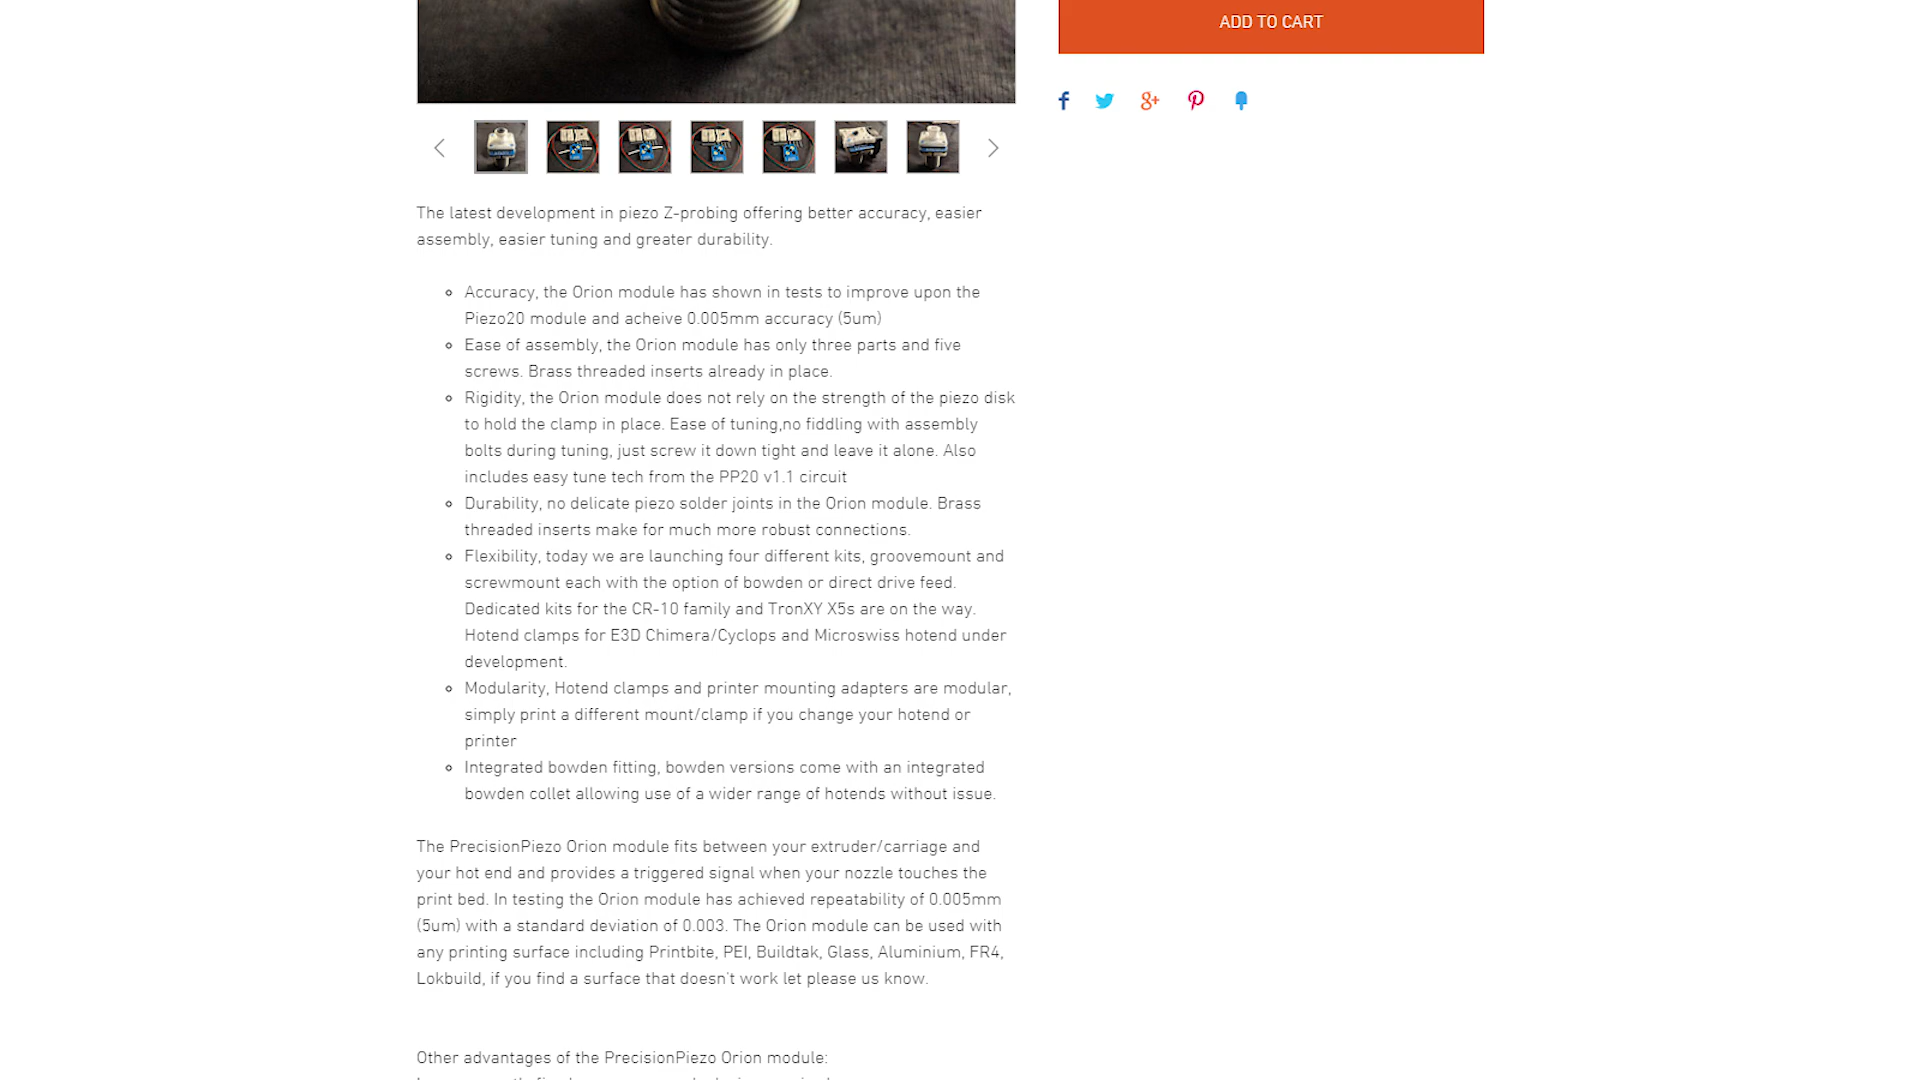 ADD TO CART
The latest development in piezo Z-probing offering better accuracy, easier
assembly, easier tuning and greater durability.
Accuracy, the Orion module has shown in tests to improve upon the
Piezo20 module and acheive 0.005mm accuracy (5um)
Ease of assembly, the Orion module has only three parts and five
screws. Brass threaded inserts already in place.
Rigidity, the Orion module does not rely on the strength of the piezo disk
to hold the clamp in place. Ease of tuning,no fiddling with assembly
bolts during tuning, just screw it down tight and leave it alone. Also
includes easy tune tech from the PP20 v1.1 circuit
Durability, no delicate piezo solder joints in the Orion module. Brass
threaded inserts make for much more robust connections.
Flexibility, today we are launching four different kits, groovemount and
screwmount each with the option of bowden or direct drive feed.
Dedicated kits for the CR-10 family and TronXY X5s are on the way.
Hotend clamps for E3D Chimera/Cyclops and Microswiss hotend under
development.
Modularity, Hotend clamps and printer mounting adapters are modular,
simply print a different mount/clamp if you change your hotend or
printer
Integrated bowden fitting, bowden versions come with an integrated
bowden collet allowing use of a wider range of hotends without issue.
The PrecisionPiezo Orion module fits between your extruder/carriage and
your hot end and provides a triggered signal when your nozzle touches the
print bed. In testing the Orion module has achieved repeatability of 0.005mm
(5um) with a standard deviation of 0.003. The Orion module can be used with
any printing surface including Printbite, PEI, Buildtak, Glass, Aluminium, FR4,
Lokbuild, if you find a surface that doesn't work let please us know.
Other advantages of the PrecisionPiezo Orion module: